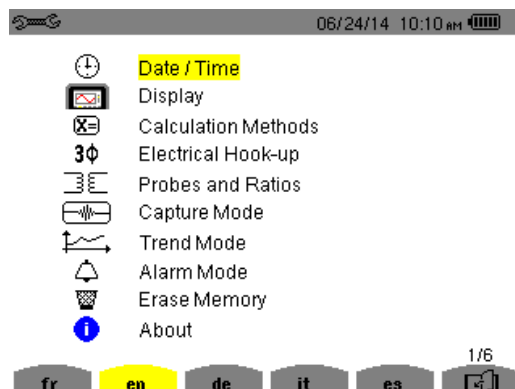 06/24/14 10:10 AM
Date / Time
Display
X= Calculation Methods
3Φ Electrical Hook-up
Probes and Ratios
Capture Mode
Trend Mode
Alarm Mode
Erase Memory
i About
1/6
fr en de it es